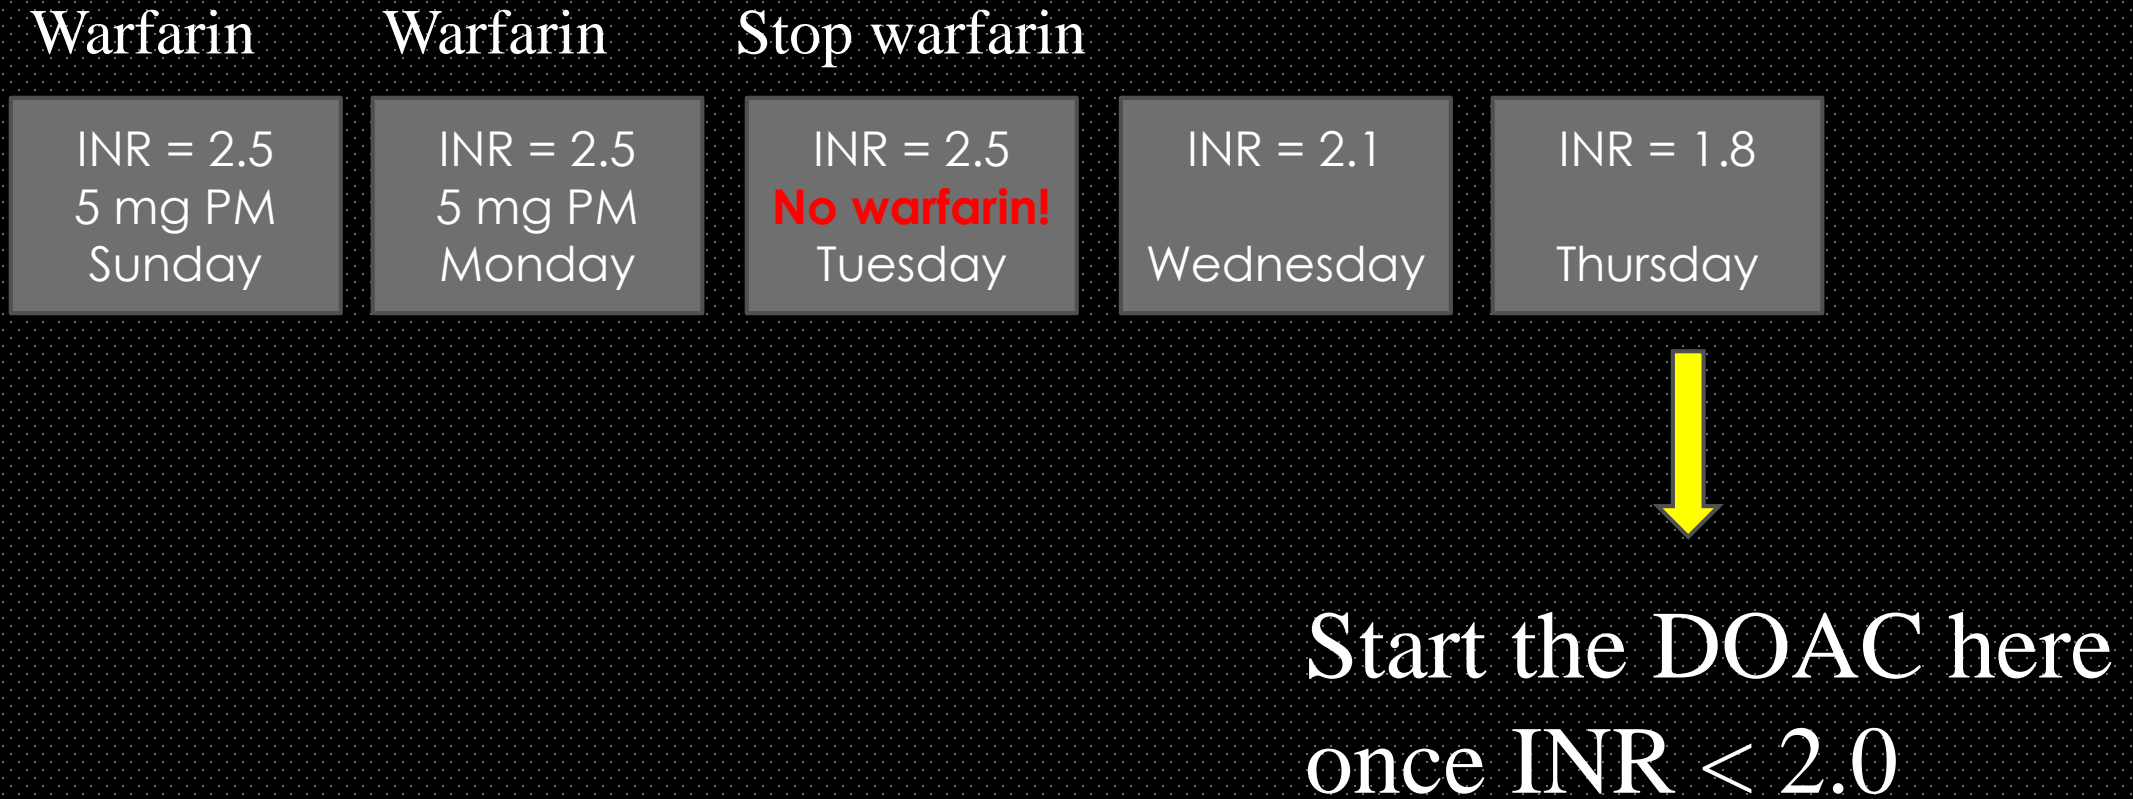 Warfarin
Warfarin
Stop warfarin
INR = 2.5
5 mg PM
Sunday
INR = 2.5
5 mg PM
Monday
INR = 2.5
No warfarin!
Tuesday
INR = 2.1
Wednesday
INR = 1.8
Thursday
Start the DOAC here
once INR < 2.0